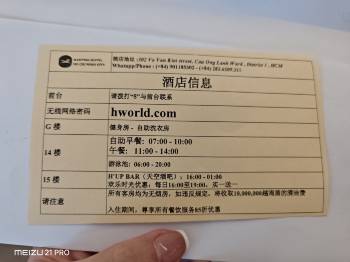 酒店地址:102 Vo Van Kiet street, Cau Ong Lanh Ward, District 1, HCM
Whatsapp/Phone : (+84) 901185502 - (+84) 283.6209.333
酒店信息
前台 请拨打"8"与前台联系
无线网络密码 hworld.com
G 楼 健身房 - 自助洗衣房
14 楼 自助早餐: 07:00 - 10:00
午餐: 11:00 - 14:00
游泳池: 06:00 - 20:00
15 楼 H'UP BAR(天空酒吧): 16:00 - 01:00
欢乐时光优惠:每日16:00至19:00,买一送一
请注意 所有客房均为无烟房,如违反规定,将收取10,000,000越南盾的清洁费
入住期间,尊享所有餐饮服务85折优惠
MEIZU 21 PRO